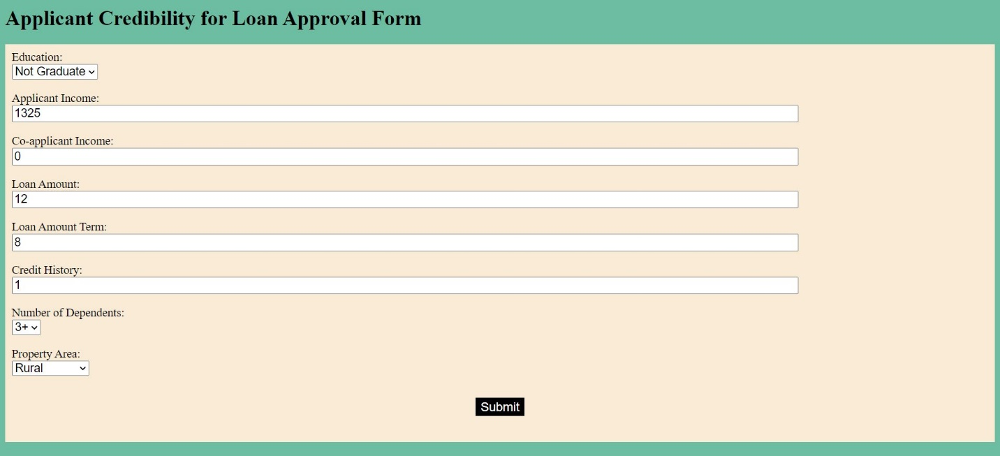 Applicant Credibility for Loan Approval Form
Education:
Not Graduate
Applicant Income:
1325
Co-applicant Income:
0
Loan Amount:
12
Loan Amount Term:
8
Credit History:
1
Number of Dependents:
3+
Property Area:
Rural
Submit